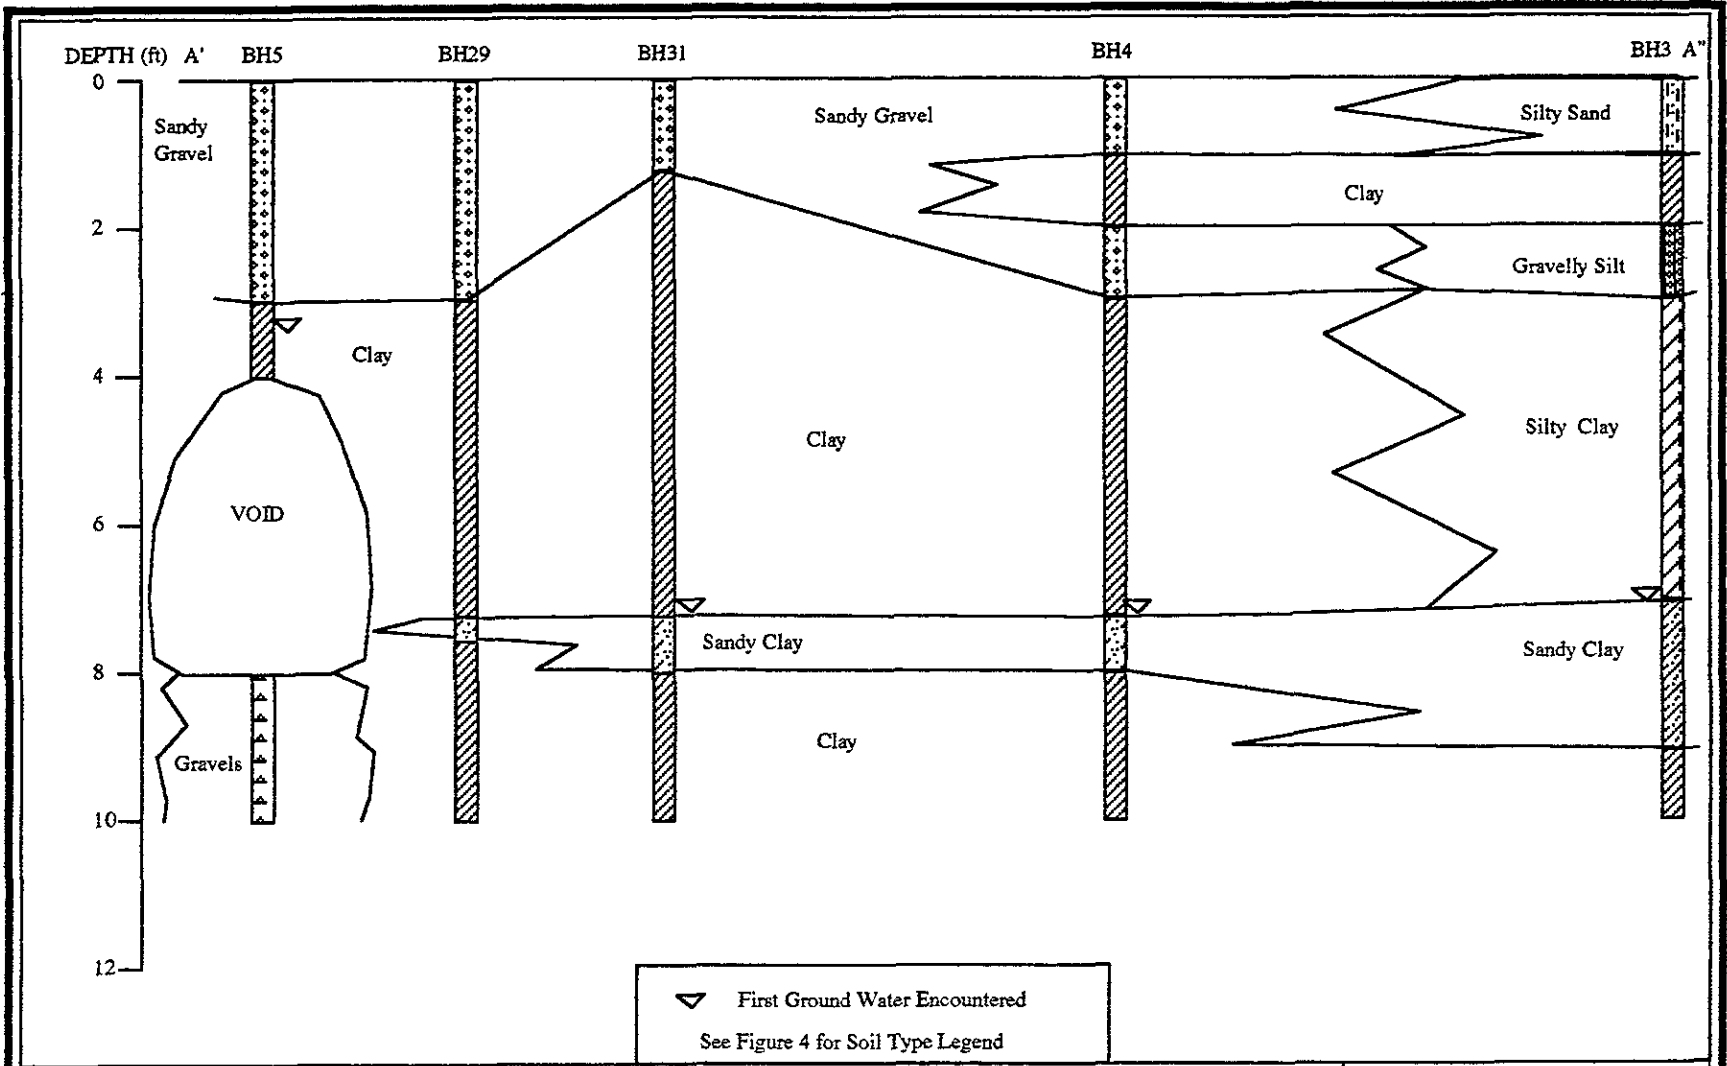 DEPTH (ft) A' BH5 BH29 BH31 BH4 BH3 A"
0
Sandy Gravel
Silty Sand
Sandy
Gravel
Clay
2
Gravelly Silt
Clay
4
Clay
Silty Clay
VOID
6
Sandy Clay
Sandy Clay
8
Clay
Gravels
10
12
First Ground Water Encountered
See Figure 4 for Soil Type Legend